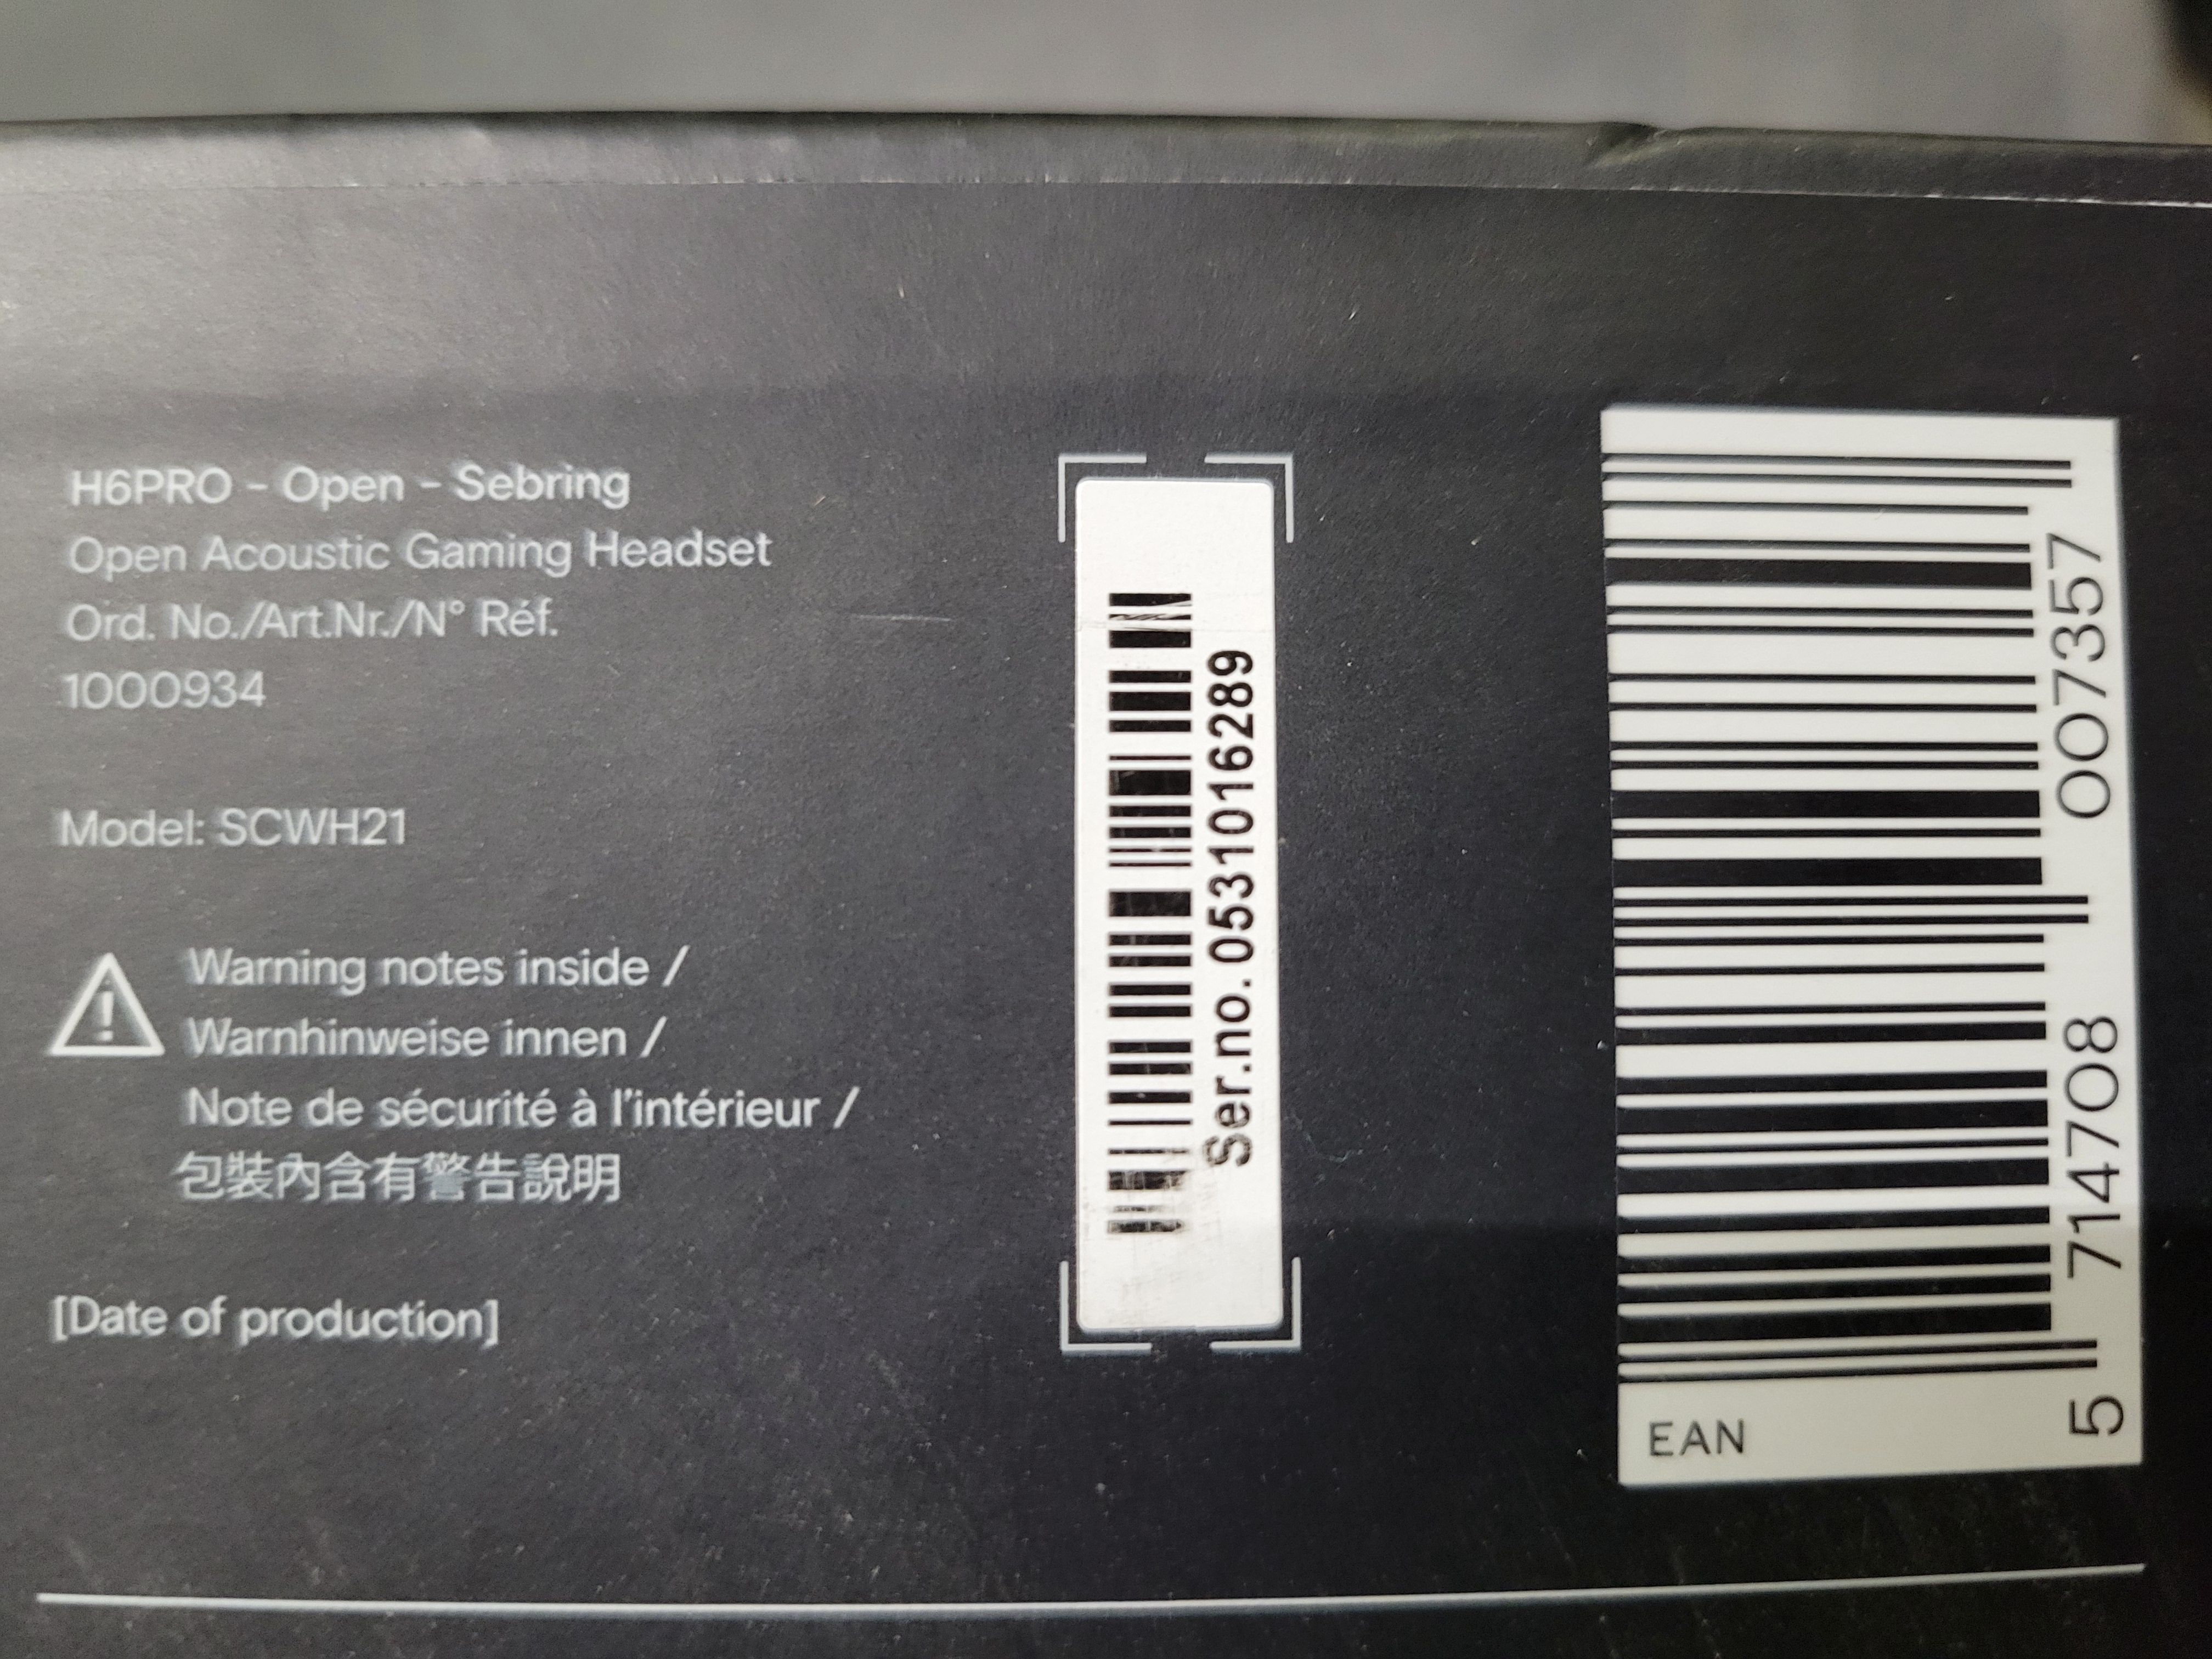 H6PRO - Open - Sebring
Open Acoustic Gaming Headset
Ord. No./Art.Nr./N° Réf.
1000934
Model: SCWH21
Warning notes inside /
Warnhinweise innen /
Note de sécurité à l'intérieur /
包裝內含有警告說明
[Date of production]
Ser.no. 0531016289
EAN
5 714708 007357